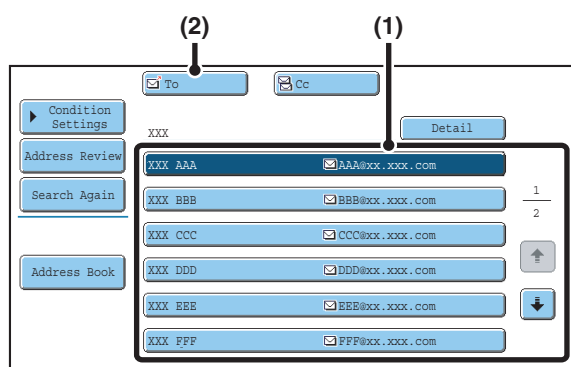 (2) (1)
To Cc
Condition
Settings
XXX Detail
Address Review
XXX AAA AAA@xx.xxx.com
Search Again
XXX BBB BBB@xx.xxx.com
1
2
XXX CCC CCC@xx.xxx.com
Address Book
XXX DDD DDD@xx.xxx.com
XXX EEE EEE@xx.xxx.com
XXX FFF FFF@xx.xxx.com